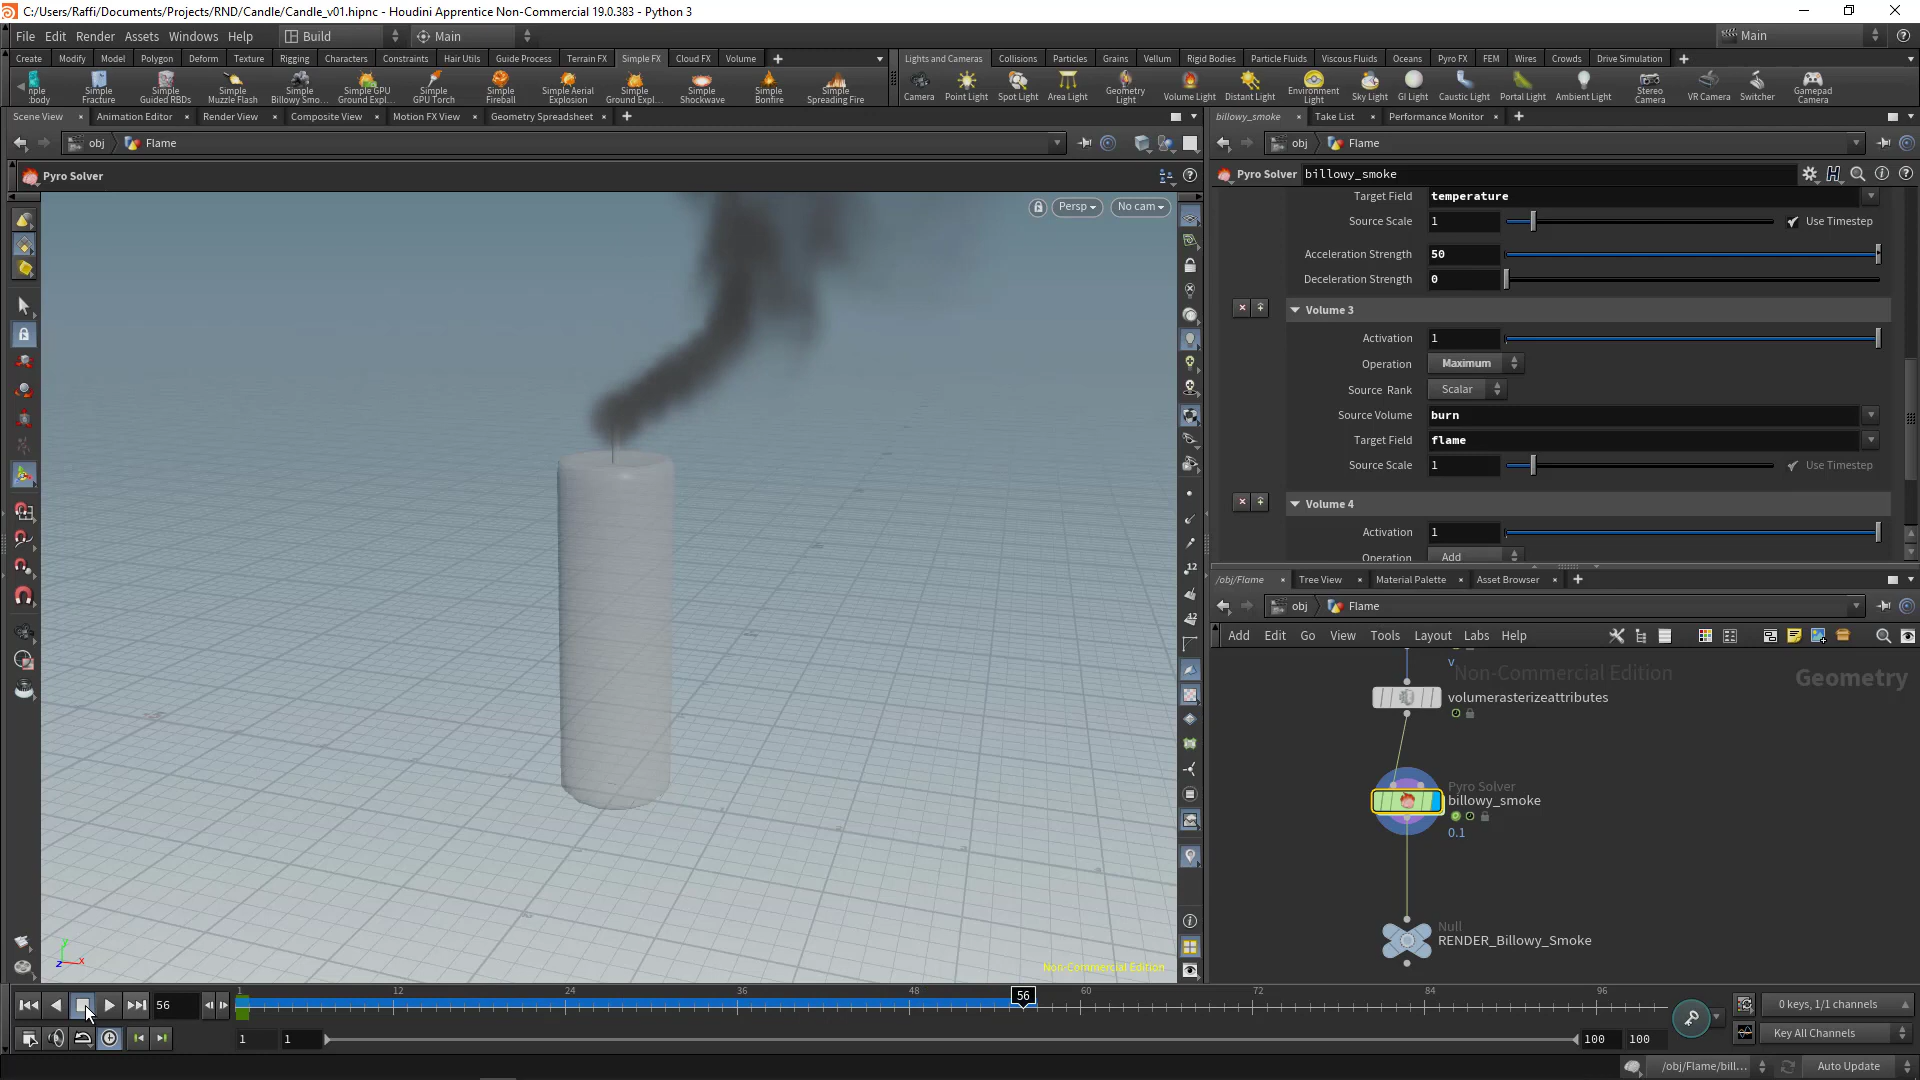 C:/Users/Raffi/Documents/Projects/RND/Candle/Candle_v01.hipnc - Houdini Apprentice Non-Commercial 19.0.383 - Python 3
File Edit Render Assets Windows Help Build Main Main
Create Modify Model Polygon Deform Texture Rigging Characters Constraints Hair Utils Guide Process Terrain FX Simple FX Cloud FX Volume
Lights and Cameras Collisions Particles Grains Vellum Rigid Bodies Particle Fluids Viscous Fluids Oceans Pyro FX FEM Wires Crowds Drive Simulation
nple :body
Simple Fracture
Simple Guided RBDs
Simple Muzzle Flash
Simple Billowy Smo...
Simple GPU Ground Expl...
Simple GPU Torch
Simple Fireball
Simple Aerial Explosion
Simple Ground Expl...
Simple Shockwave
Simple Bonfire
Simple Spreading Fire
Camera
Point Light
Spot Light
Area Light
Geometry Light
Volume Light
Distant Light
Environment Light
Sky Light
GI Light
Caustic Light
Portal Light
Ambient Light
Stereo Camera
VR Camera
Switcher
Gamepad Camera
Scene View Animation Editor Render View Composite View Motion FX View Geometry Spreadsheet
obj Flame
Pyro Solver
Persp No cam
Non-Commercial Edition
billowy_smoke Take List Performance Monitor
obj Flame
Pyro Solver billowy_smoke
Target Field temperature
Source Scale 1 Use Timestep
Acceleration Strength 50
Deceleration Strength 0
Volume 3
Activation 1
Operation Maximum
Source Rank Scalar
Source Volume burn
Target Field flame
Source Scale 1 Use Timestep
Volume 4
Activation 1
Operation Add
/obj/Flame Tree View Material Palette Asset Browser
obj Flame
Add Edit Go View Tools Layout Labs Help
v
Non-Commercial Edition
Geometry
volumerasterizeattributes
Pyro Solver
billowy_smoke
0.1
Null
RENDER_Billowy_Smoke
56
1 12 24 36 48 56 60 72 84 96
1 1 100 100
0 keys, 1/1 channels
Key All Channels
/obj/Flame/bill... Auto Update